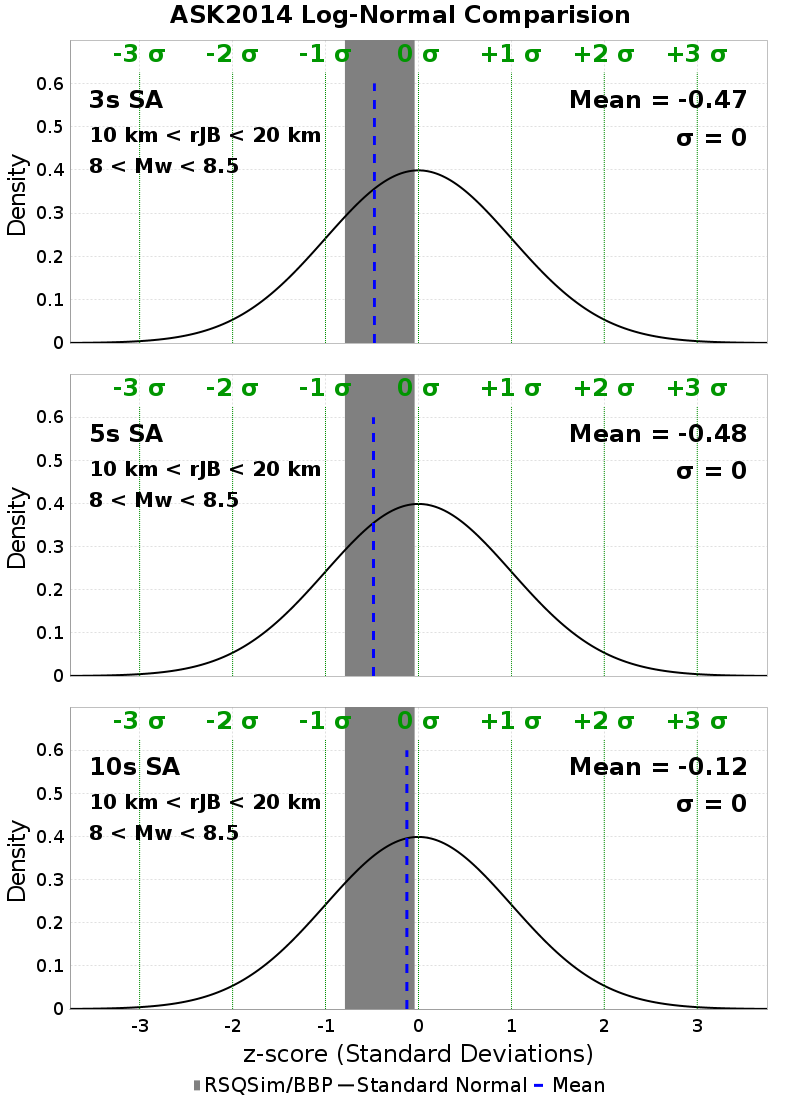 ASK2014 Log-Normal Comparision
-3 σ -2 σ -1 σ 0 σ +1 σ +2 σ +3 σ
3s SA
10 km < rJB < 20 km
8 < Mw < 8.5
Mean = -0.47
σ = 0
Density
0.6
0.5
0.4
0.3
0.2
0.1
0
-3 σ -2 σ -1 σ 0 σ +1 σ +2 σ +3 σ
5s SA
10 km < rJB < 20 km
8 < Mw < 8.5
Mean = -0.48
σ = 0
Density
0.6
0.5
0.4
0.3
0.2
0.1
0
-3 σ -2 σ -1 σ 0 σ +1 σ +2 σ +3 σ
10s SA
10 km < rJB < 20 km
8 < Mw < 8.5
Mean = -0.12
σ = 0
Density
0.6
0.5
0.4
0.3
0.2
0.1
0
-3 -2 -1 0 1 2 3
z-score (Standard Deviations)
RSQSim/BBP Standard Normal Mean